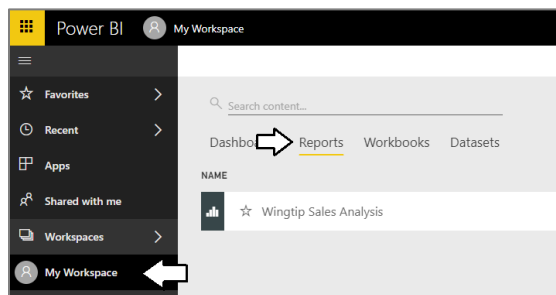 Power BI My Workspace
Favorites
Recent
Apps
Shared with me
Workspaces
My Workspace
Search content...
Dashbo Reports Workbooks Datasets
NAME
Wingtip Sales Analysis